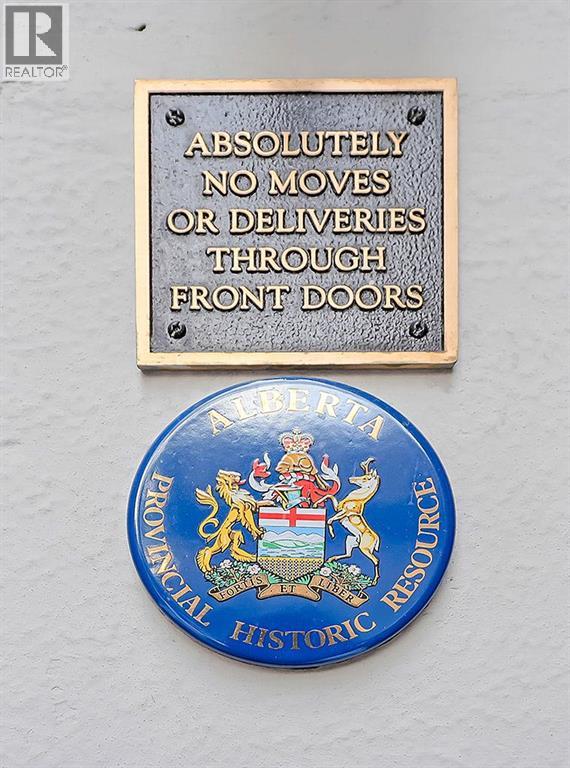 R
REALTOR®
ABSOLUTELY
NO MOVES
OR DELIVERIES
THROUGH
FRONT DOORS
ALBERTA
PROVINCIAL HISTORIC RESOURCE
FORTIS ET LIBER